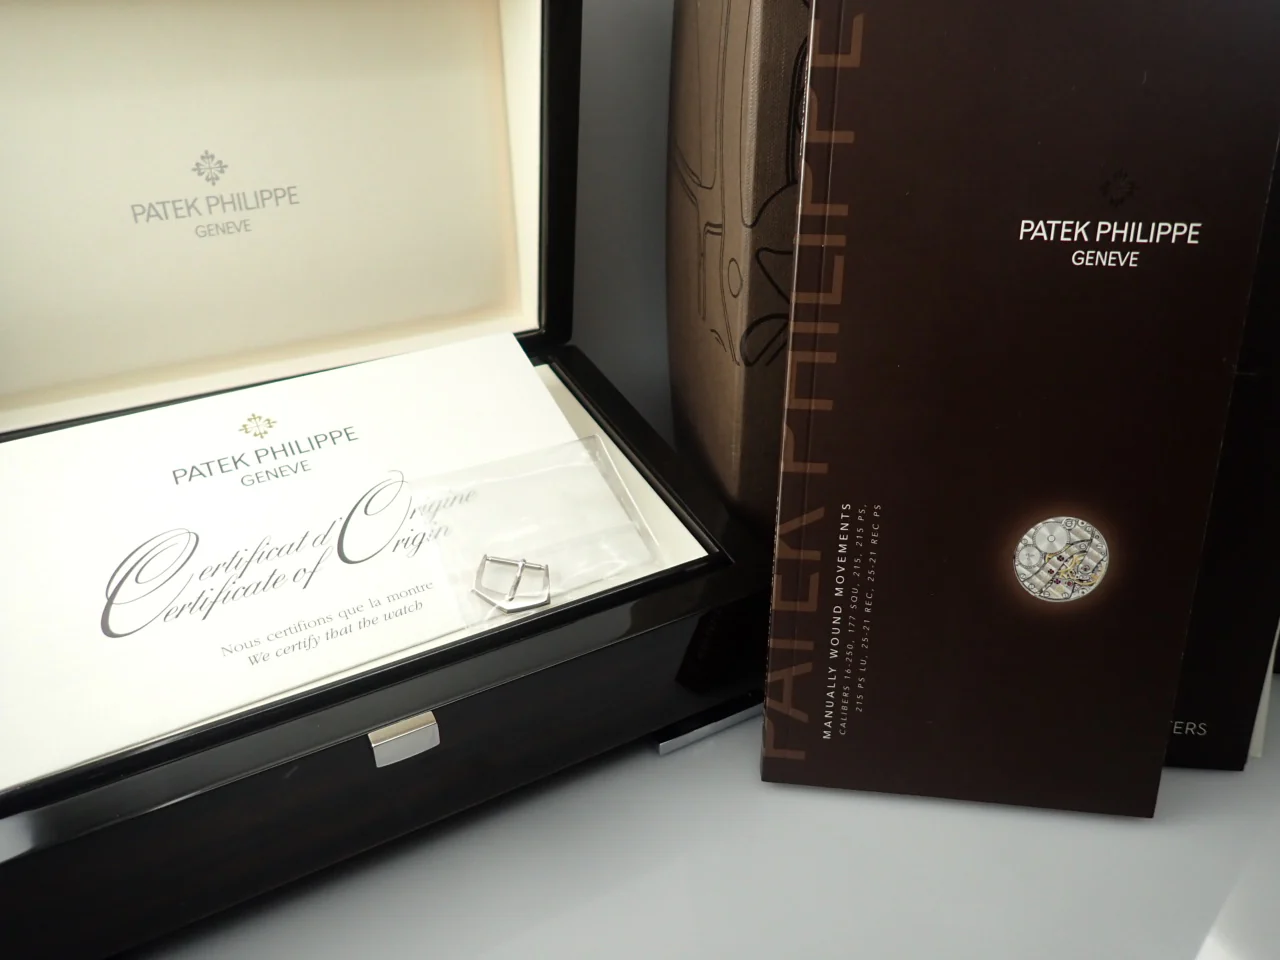 PATEK PHILIPPE
GENEVE
PATEK PHILIPPE
GENEVE
Certificat d'Origine
Certificate of Origin
Nous certifions que la montre
We certify that the watch
PATEK PHILIPPE
PATEK PHILIPPE
GENEVE
MANUALLY WOUND MOVEMENTS
CALIBERS 16-250, 177 SQU, 215, 215 PS,
215 PS LU, 25-21 REC, 25-21 REC PS
ERS